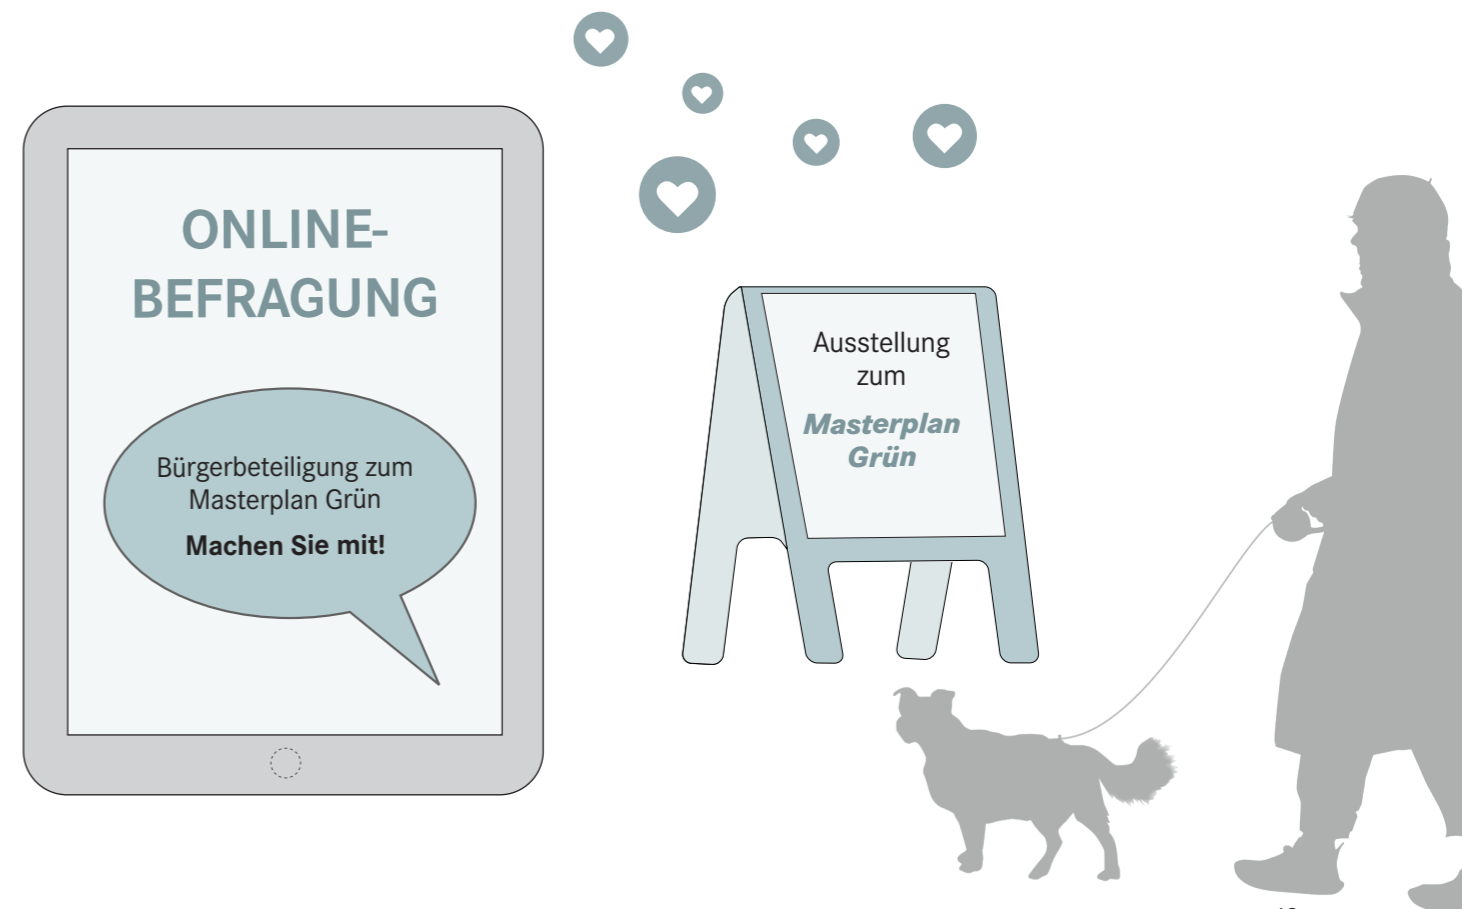 ONLINE-
BEFRAGUNG
Bürgerbeteiligung zum
Masterplan Grün
Machen Sie mit!
Ausstellung
zum
Masterplan
Grün